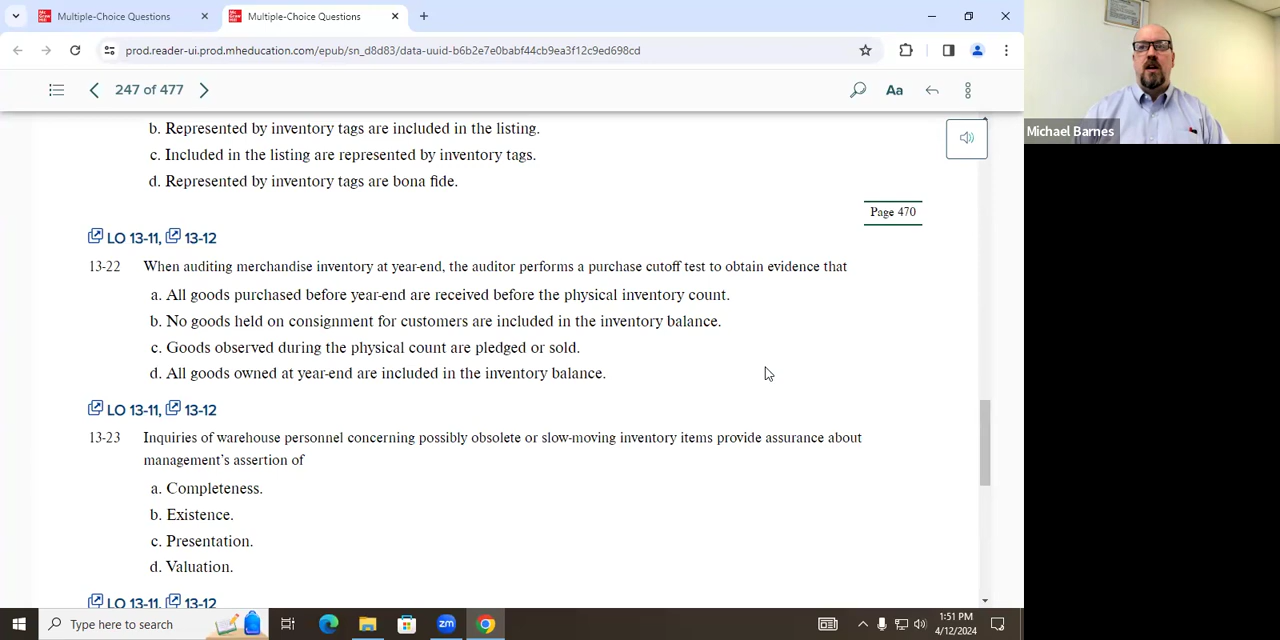 Multiple-Choice Questions
Multiple-Choice Questions
prod.reader-ui.prod.mheducation.com/epub/sn_d8d83/data-uuid-b6b2e7e0babf44cb9ea3f12c9ed698cd
247 of 477
Aa
b. Represented by inventory tags are included in the listing.
c. Included in the listing are represented by inventory tags.
d. Represented by inventory tags are bona fide.
Page 470
LO 13-11, 13-12
13-22 When auditing merchandise inventory at year-end, the auditor performs a purchase cutoff test to obtain evidence that
a. All goods purchased before year-end are received before the physical inventory count.
b. No goods held on consignment for customers are included in the inventory balance.
c. Goods observed during the physical count are pledged or sold.
d. All goods owned at year-end are included in the inventory balance.
LO 13-11, 13-12
13-23 Inquiries of warehouse personnel concerning possibly obsolete or slow-moving inventory items provide assurance about
management's assertion of
a. Completeness.
b. Existence.
c. Presentation.
d. Valuation.
LO 13-11, 13-12
Michael Barnes
Type here to search
zm
1:51 PM
4/12/2024